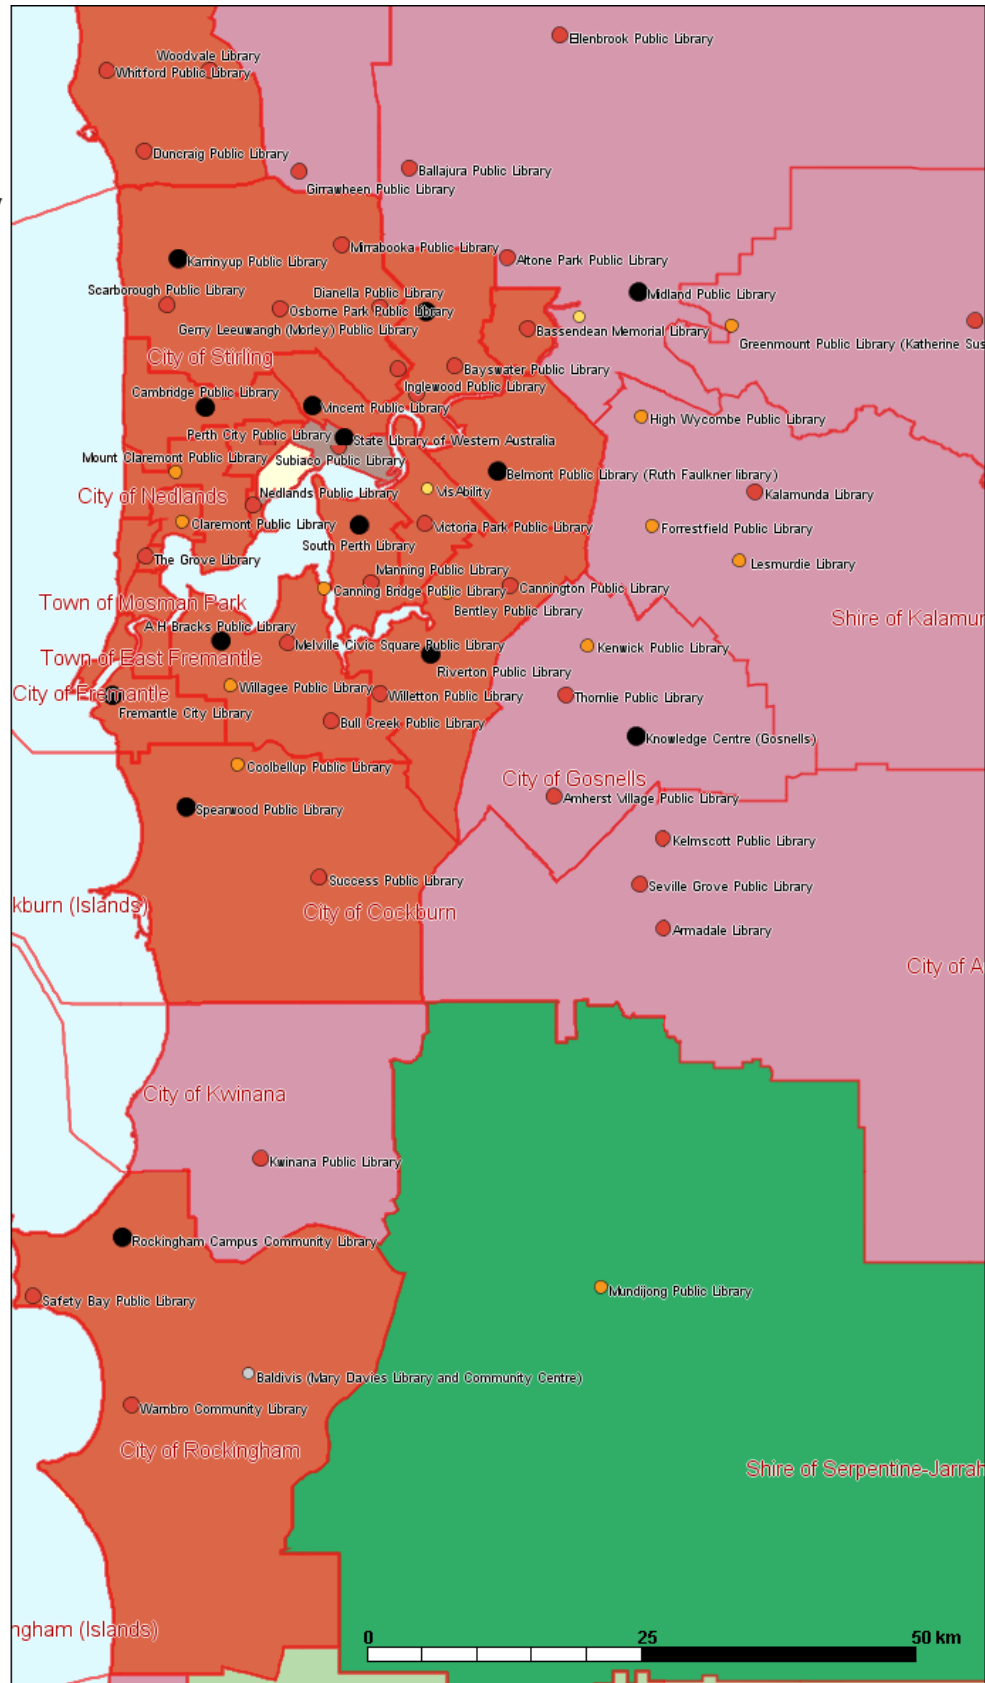 Ellenbrook Public Library
Woodvale Library
Whitford Public Library
Duncraig Public Library
Ballajura Public Library
Girrawheen Public Library
Mirrabooka Public Library
Karrinyup Public Library
Altone Park Public Library
Scarborough Public Library
Dianella Public Library
Midland Public Library
Osborne Park Public Library
Gerry Leeuwangh (Morley) Public Library
Bassendean Memorial Library
Greenmount Public Library (Katherine Sus
City of Stirling
Bayswater Public Library
Inglewood Public Library
Cambridge Public Library
Vincent Public Library
High Wycombe Public Library
Perth City Public Library
State Library of Western Australia
Mount Claremont Public Library
Subiaco Public Library
Belmont Public Library (Ruth Faulkner library)
City of Nedlands
Nedlands Public Library
VisAbility
Kalamunda Library
Claremont Public Library
Victoria Park Public Library
Forrestfield Public Library
South Perth Library
The Grove Library
Lesmurdie Library
Manning Public Library
Canning Bridge Public Library
Cannington Public Library
Town of Mosman Park
Bentley Public Library
Shire of Kalamur
A H Bracks Public Library
Melville Civic Square Public Library
Kenwick Public Library
Town of East Fremantle
Riverton Public Library
City of Fremantle
Willagee Public Library
Willetton Public Library
Thornlie Public Library
Fremantle City Library
Bull Creek Public Library
Knowledge Centre (Gosnells)
Coolbellup Public Library
City of Gosnells
Amherst Village Public Library
Spearwood Public Library
Kelmscott Public Library
Success Public Library
Seville Grove Public Library
kburn (Islands)
City of Cockburn
Armadale Library
City of A
City of Kwinana
Kwinana Public Library
Rockingham Campus Community Library
Safety Bay Public Library
Mundijong Public Library
Baldivis (Mary Davies Library and Community Centre)
Warnbro Community Library
City of Rockingham
Shire of Serpentine-Jarrah
ngham (Islands)
0 25 50 km